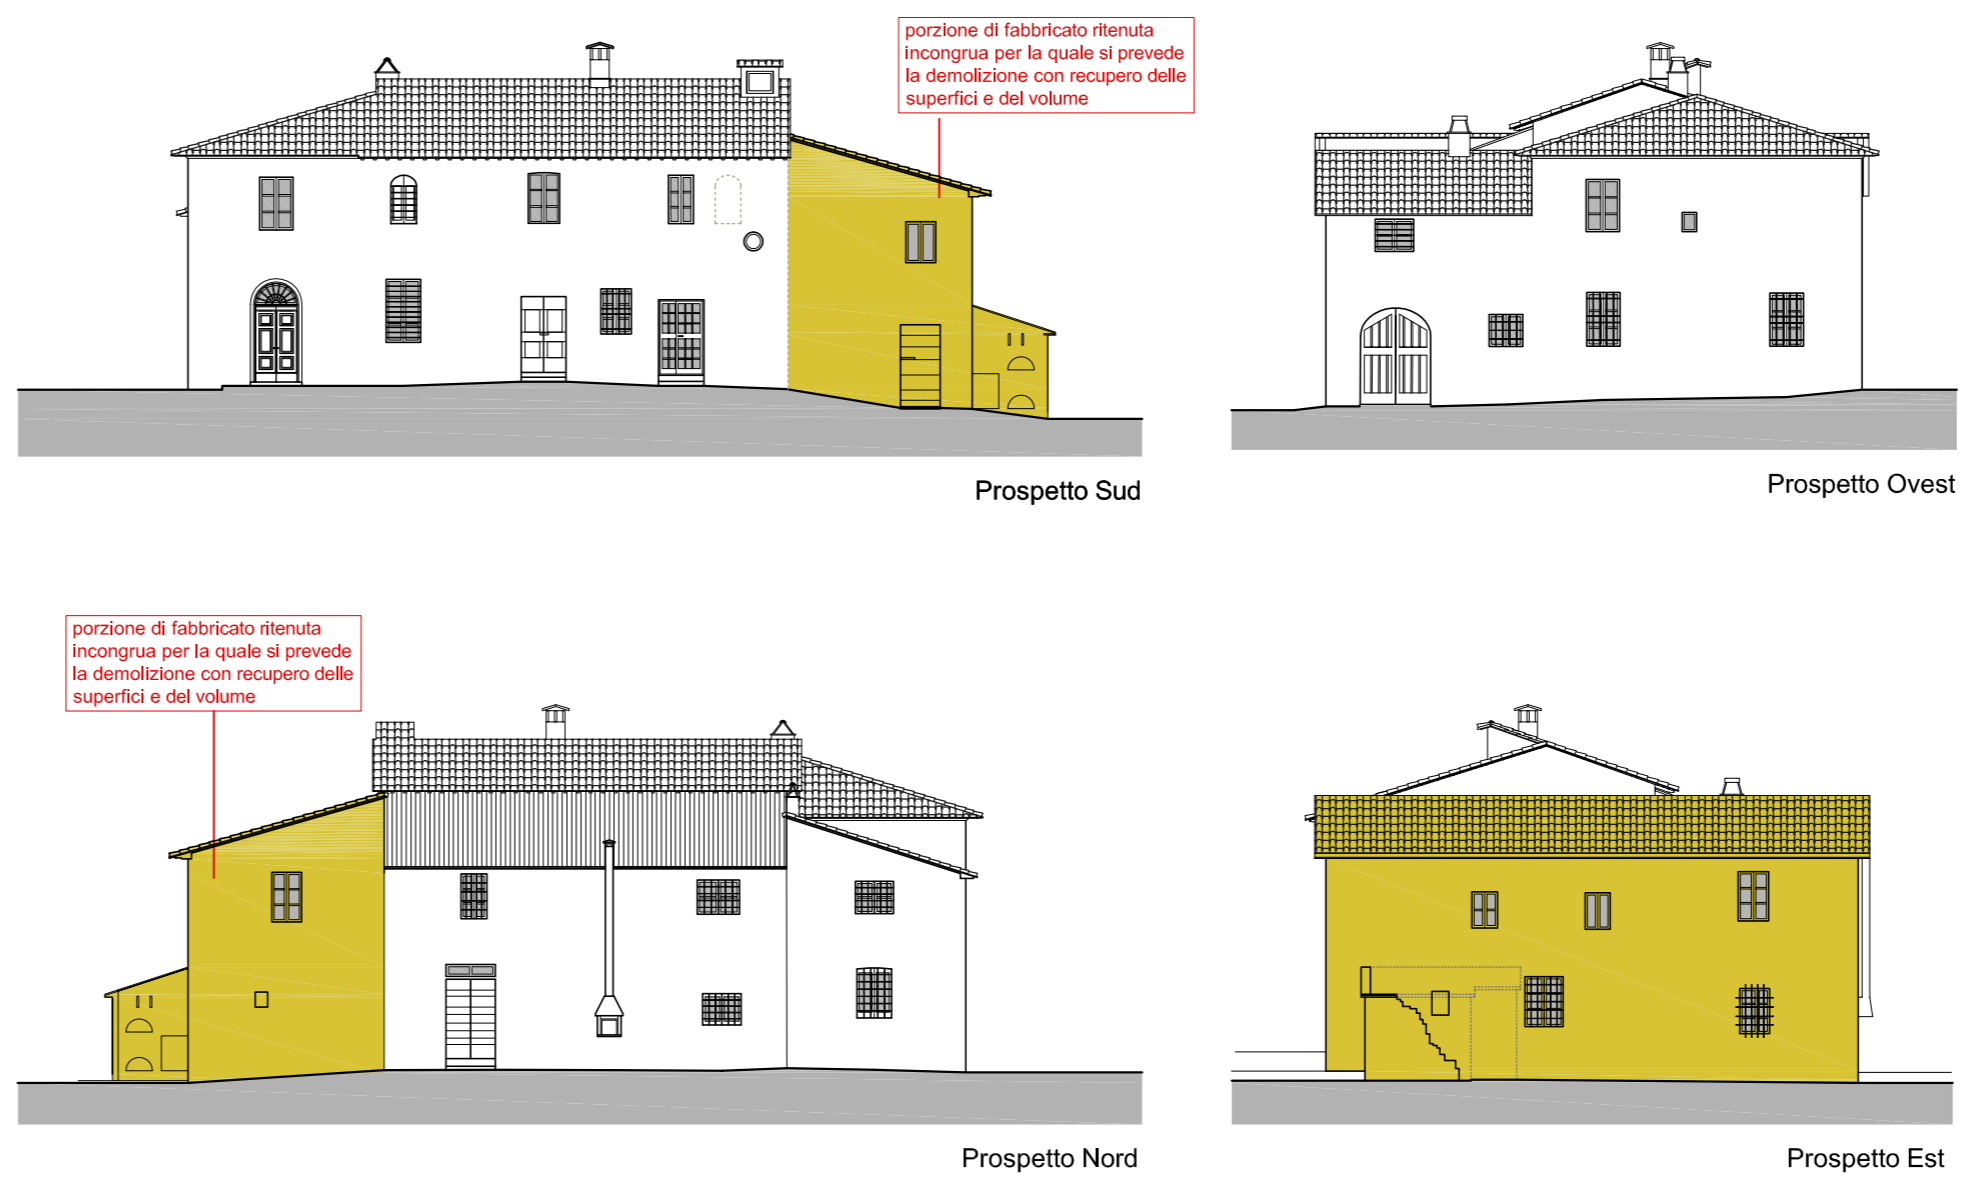 porzione di fabbricato ritenuta
incongrua per la quale si prevede
la demolizione con recupero delle
superfici e del volume
Prospetto Sud
Prospetto Ovest
porzione di fabbricato ritenuta
incongrua per la quale si prevede
la demolizione con recupero delle
superfici e del volume
Prospetto Nord
Prospetto Est